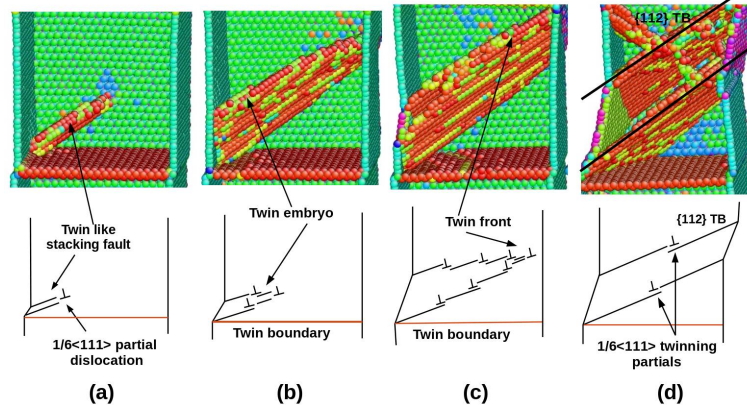 {112} TB
Twin like
stacking fault
1/6<111> partial
dislocation
(a)
Twin embryo
Twin boundary
(b)
Twin front
Twin boundary
(c)
{112} TB
1/6<111> twinning
partials
(d)